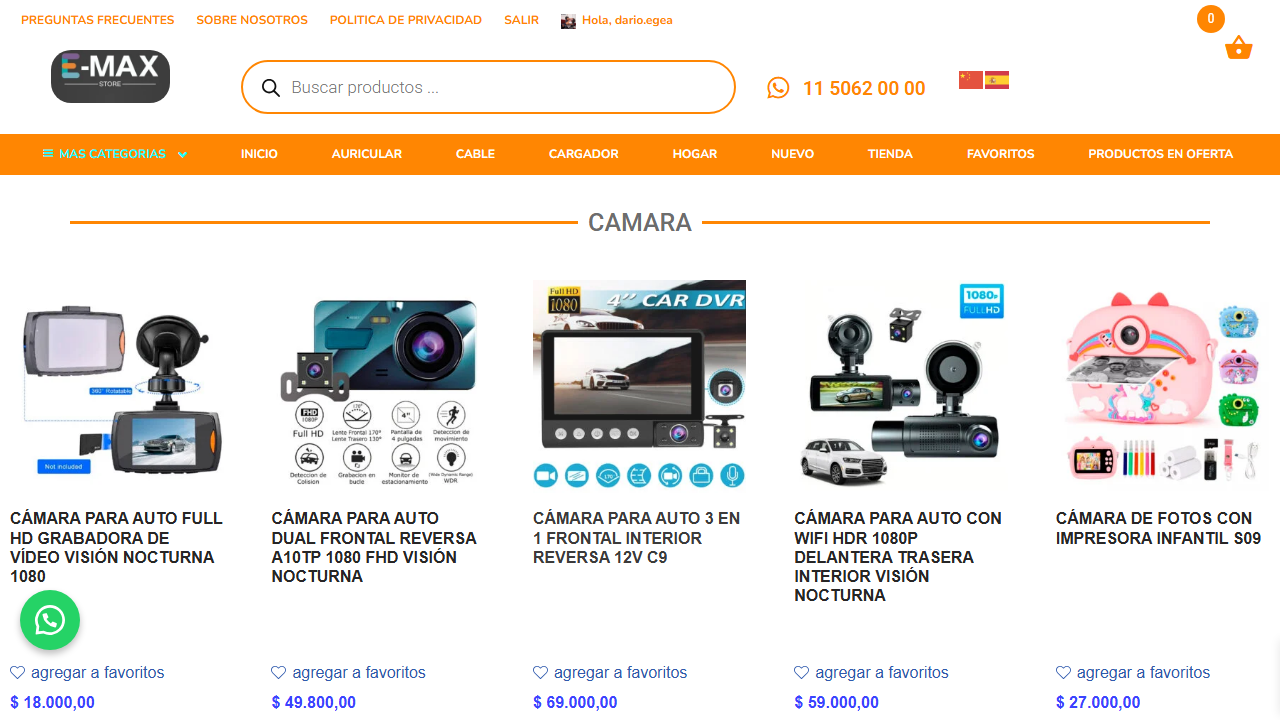 PREGUNTAS FRECUENTES SOBRE NOSOTROS POLITICA DE PRIVACIDAD SALIR Hola, dario.egea
0
E-MAX
STORE
Buscar productos ...
11 5062 00 00
MAS CATEGORIAS INICIO AURICULAR CABLE CARGADOR HOGAR NUEVO TIENDA FAVORITOS PRODUCTOS EN OFERTA
CAMARA
360° Rotatable
Not included
FHD
1080P
170°
4"
Full HD
Lente Frontal 170°
Lente Trasero 130°
Pantalla de
4 pulgadas
Deteccion de
movimiento
Deteccion de
Colision
Grabacion en
bucle
Monitor de
estacionamiento
(Wide Dynamic Range)
WDR
Full HD
1080
4" CAR DVR
170
1080p
FULL HD
CÁMARA PARA AUTO FULL
HD GRABADORA DE
VÍDEO VISIÓN NOCTURNA
1080
CÁMARA PARA AUTO
DUAL FRONTAL REVERSA
A10TP 1080 FHD VISIÓN
NOCTURNA
CÁMARA PARA AUTO 3 EN
1 FRONTAL INTERIOR
REVERSA 12V C9
CÁMARA PARA AUTO CON
WIFI HDR 1080P
DELANTERA TRASERA
INTERIOR VISIÓN
NOCTURNA
CÁMARA DE FOTOS CON
IMPRESORA INFANTIL S09
agregar a favoritos agregar a favoritos agregar a favoritos agregar a favoritos agregar a favoritos
$ 18.000,00 $ 49.800,00 $ 69.000,00 $ 59.000,00 $ 27.000,00